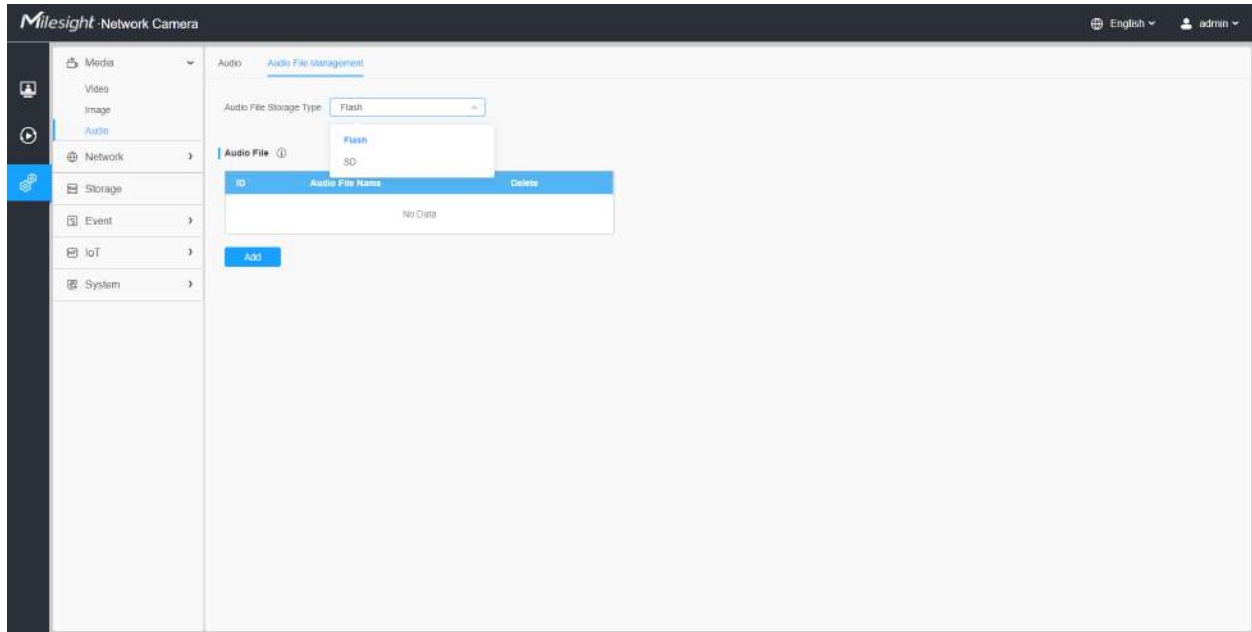 Milesight · Network Camera
English
admin
Media
Video
Image
Audio
Network
Storage
Event
IoT
System
Audio
Audio File Management
Audio File Storage Type
Flash
Flash
SD
Audio File
ID
Audio File Name
Delete
No Data
Add